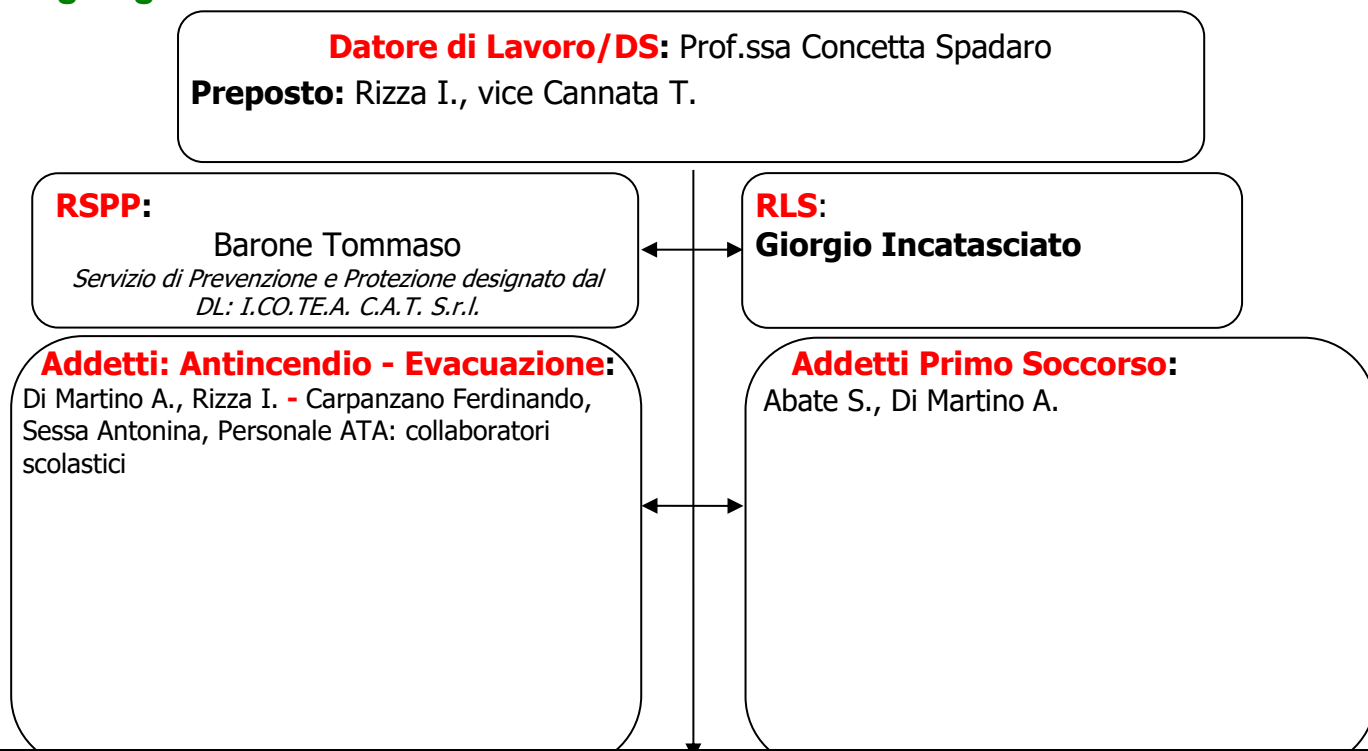 Datore di Lavoro/DS: Prof.ssa Concetta Spadaro
Preposto: Rizza I., vice Cannata T.
RSPP:
Barone Tommaso
Servizio di Prevenzione e Protezione designato dal
DL: I.CO.TE.A. C.A.T. S.r.l.
RLS:
Giorgio Incatasciato
Addetti: Antincendio - Evacuazione:
Di Martino A., Rizza I. - Carpanzano Ferdinando,
Sessa Antonina, Personale ATA: collaboratori
scolastici
Addetti Primo Soccorso:
Abate S., Di Martino A.